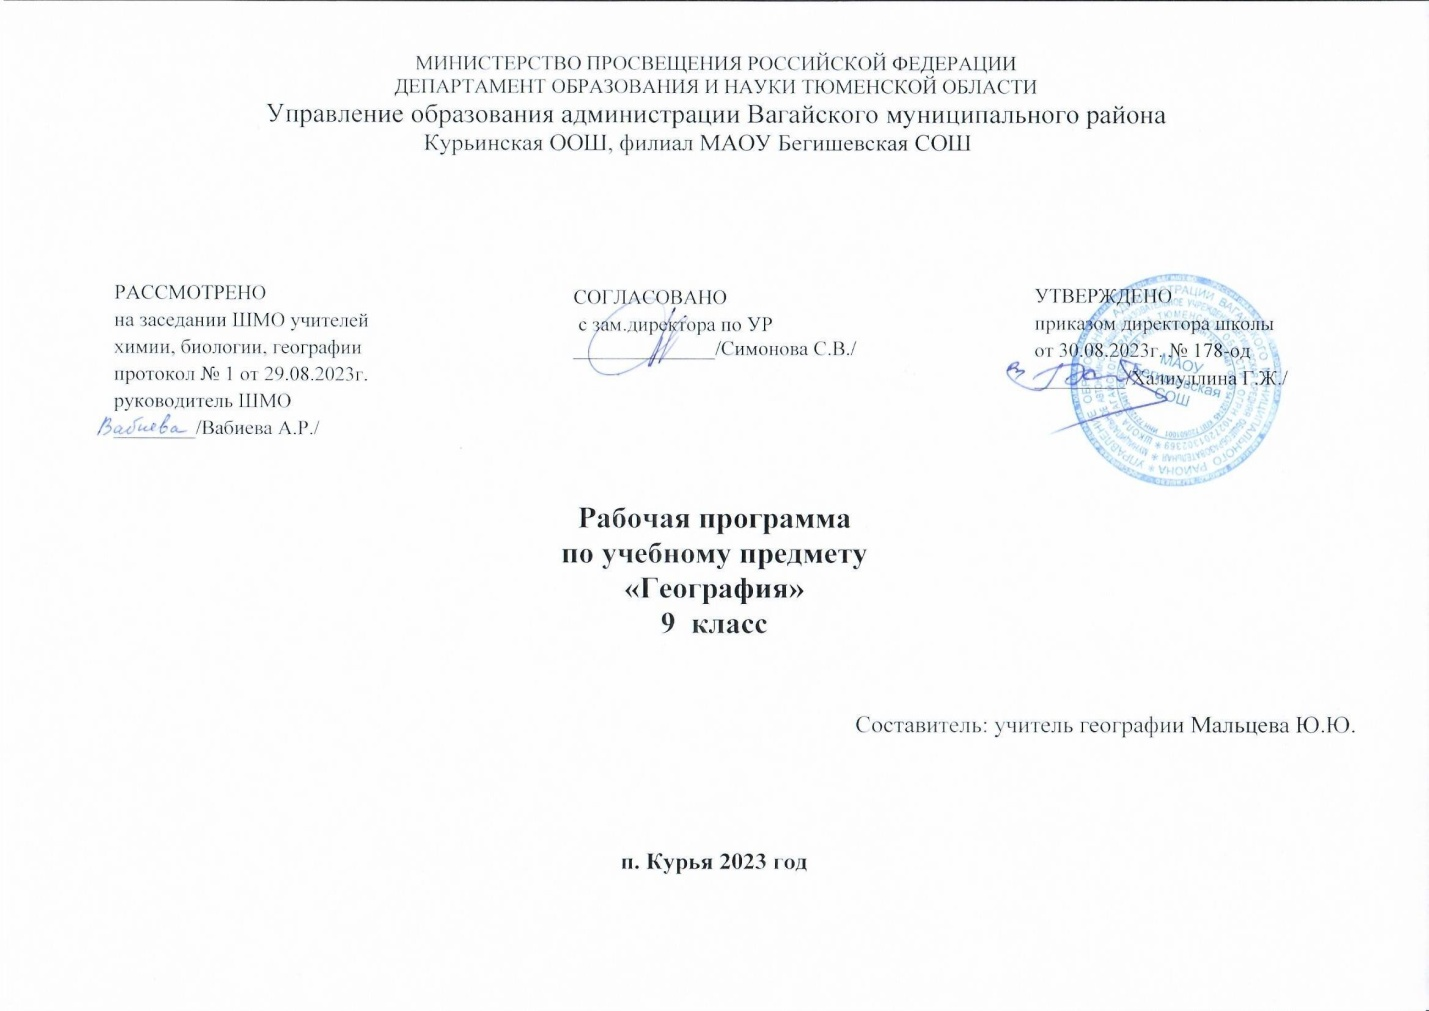 МИНИСТЕРСТВО ПРОСВЕЩЕНИЯ РОССИЙСКОЙ ФЕДЕРАЦИИ
ДЕПАРТАМЕНТ ОБРАЗОВАНИЯ И НАУКИ ТЮМЕНСКОЙ ОБЛАСТИ
Управление образования администрации Вагайского муниципального района
Курьинская ООШ, филиал МАОУ Бегишевская СОШ
РАССМОТРЕНО
на заседании ШМО учителей
химии, биологии, географии
протокол № 1 от 29.08.2023г.
руководитель ШМО
Вабиева /Вабиева А.Р./
СОГЛАСОВАНО
с зам.директора по УР
/Симонова С.В./
УТВЕРЖДЕНО
приказом директора школы
от 30.08.2023г. № 178-од
/Халиуллина Г.Ж./
МАОУ
Бегишевская
СОШ
Рабочая программа
по учебному предмету
«География»
9 класс
Составитель: учитель географии Мальцева Ю.Ю.
п. Курья 2023 год